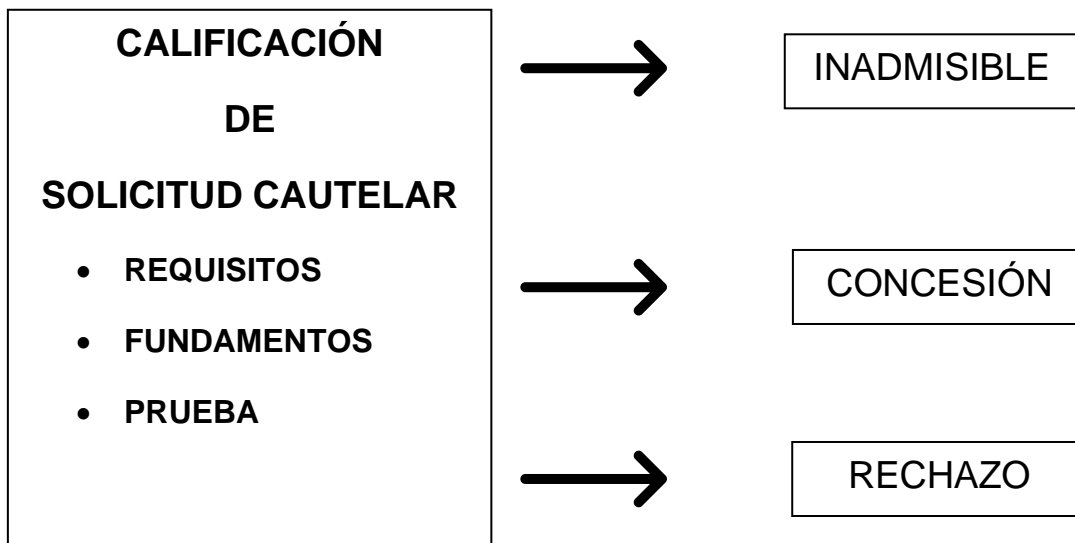 CALIFICACIÓN
DE
SOLICITUD CAUTELAR
• REQUISITOS
• FUNDAMENTOS
• PRUEBA
INADMISIBLE
CONCESIÓN
RECHAZO